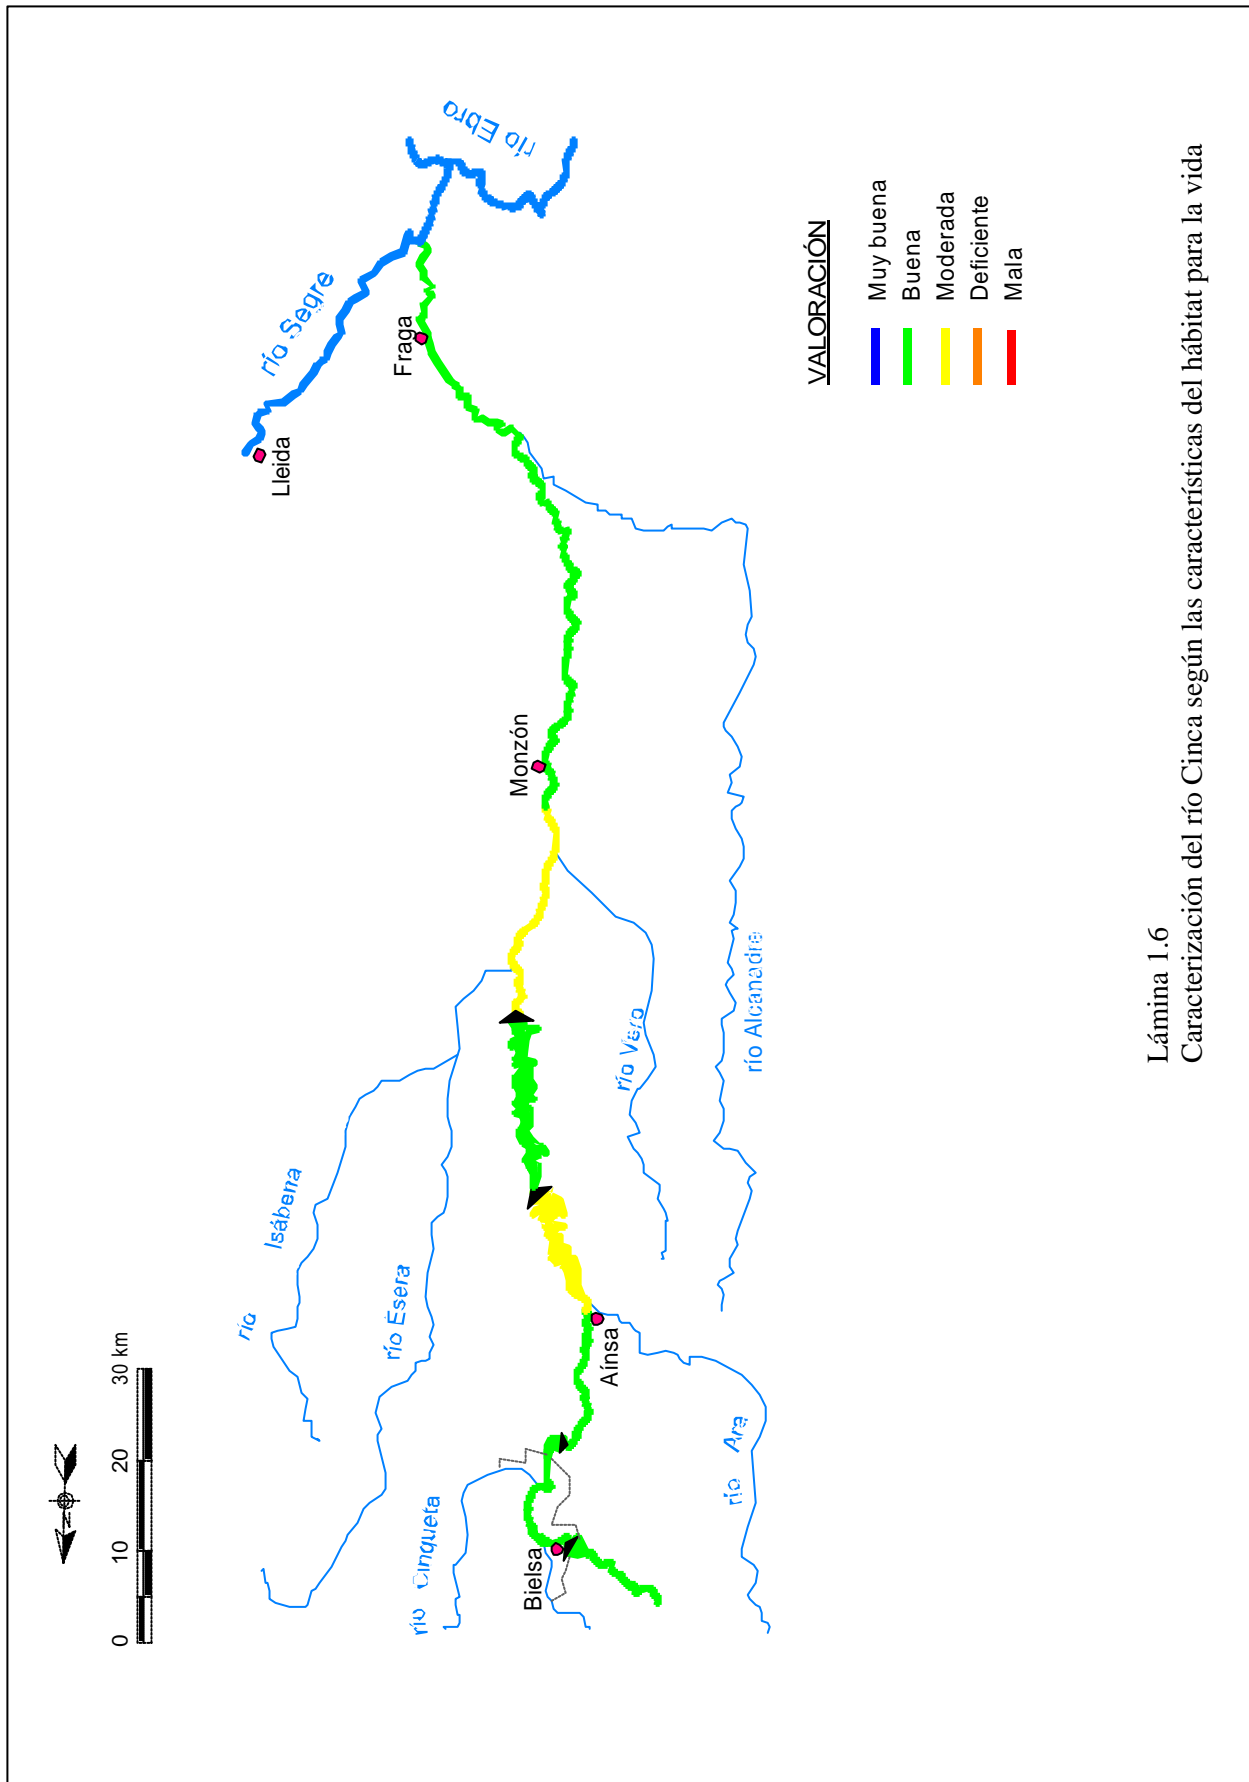 0 10 20 30 km
N
río Ebro
río Segre
Lleida
Fraga
Monzón
río Isábena
río Esera
río Cinqueta
Bielsa
Aínsa
río Ara
río Vero
río Alcanadre
VALORACIÓN
Muy buena
Buena
Moderada
Deficiente
Mala
Lámina 1.6
Caracterización del río Cinca según las características del hábitat para la vida